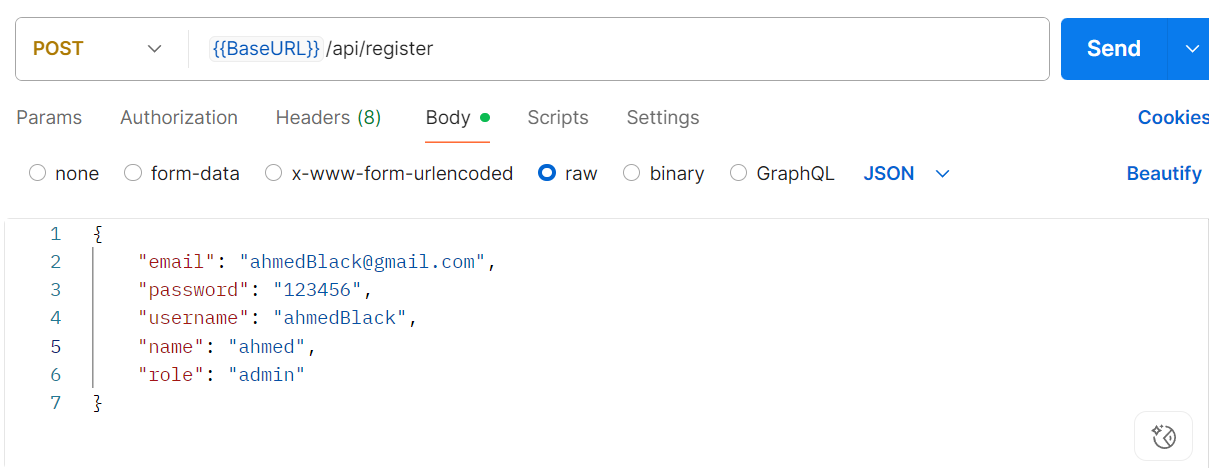 POST {{BaseURL}}/api/register Send
Params Authorization Headers (8) Body Scripts Settings Cookies
none form-data x-www-form-urlencoded raw binary GraphQL JSON Beautify
1 {
2 "email": "ahmedBlack@gmail.com",
3 "password": "123456",
4 "username": "ahmedBlack",
5 "name": "ahmed",
6 "role": "admin"
7 }